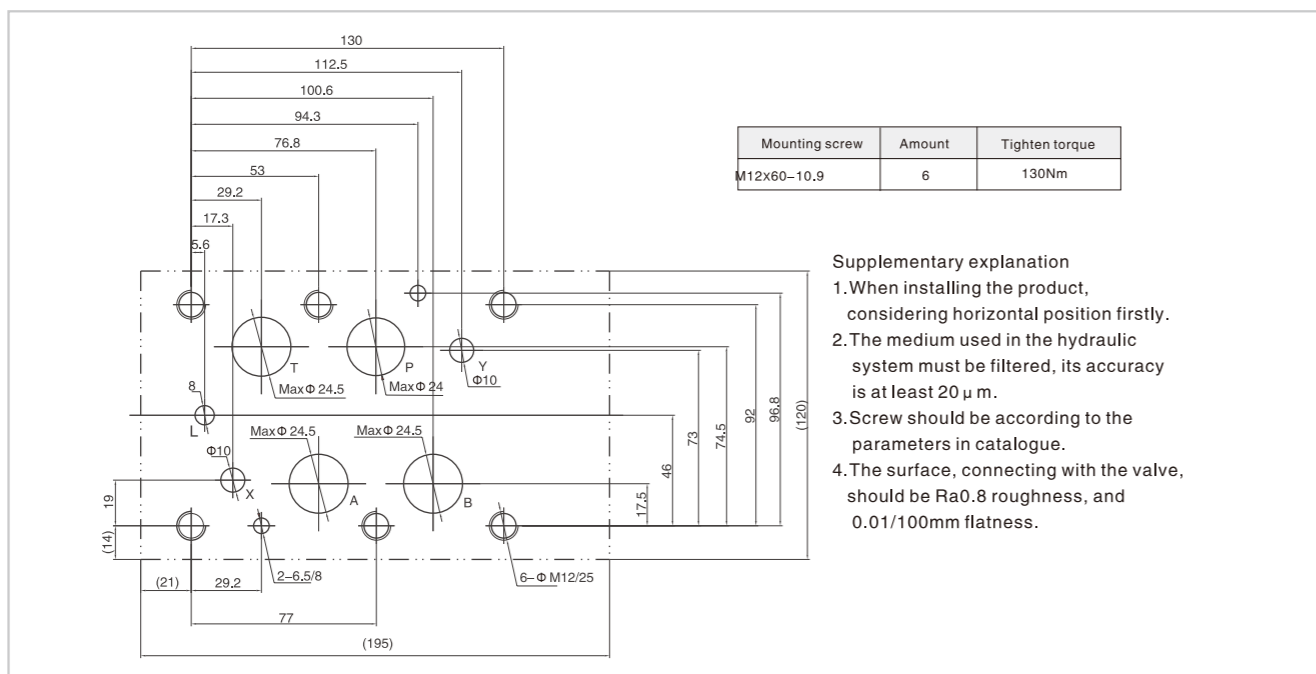 130
112.5
100.6
94.3
76.8
53
29.2
17.3
5.6
Mounting screw Amount Tighten torque
M12x60-10.9 6 130Nm
Supplementary explanation
1.When installing the product,
considering horizontal position firstly.
2.The medium used in the hydraulic
system must be filtered, its accuracy
is at least 20 μ m.
3.Screw should be according to the
parameters in catalogue.
4.The surface, connecting with the valve,
should be Ra0.8 roughness, and
0.01/100mm flatness.
T
P
Y
MaxΦ 24.5
MaxΦ 24
Φ10
8
L
MaxΦ 24.5
MaxΦ 24.5
Φ10
X
A
B
19
(14)
17.5
46
73
74.5
92
96.8
(120)
(21)
29.2
2-6.5/8
6-Φ M12/25
77
(195)